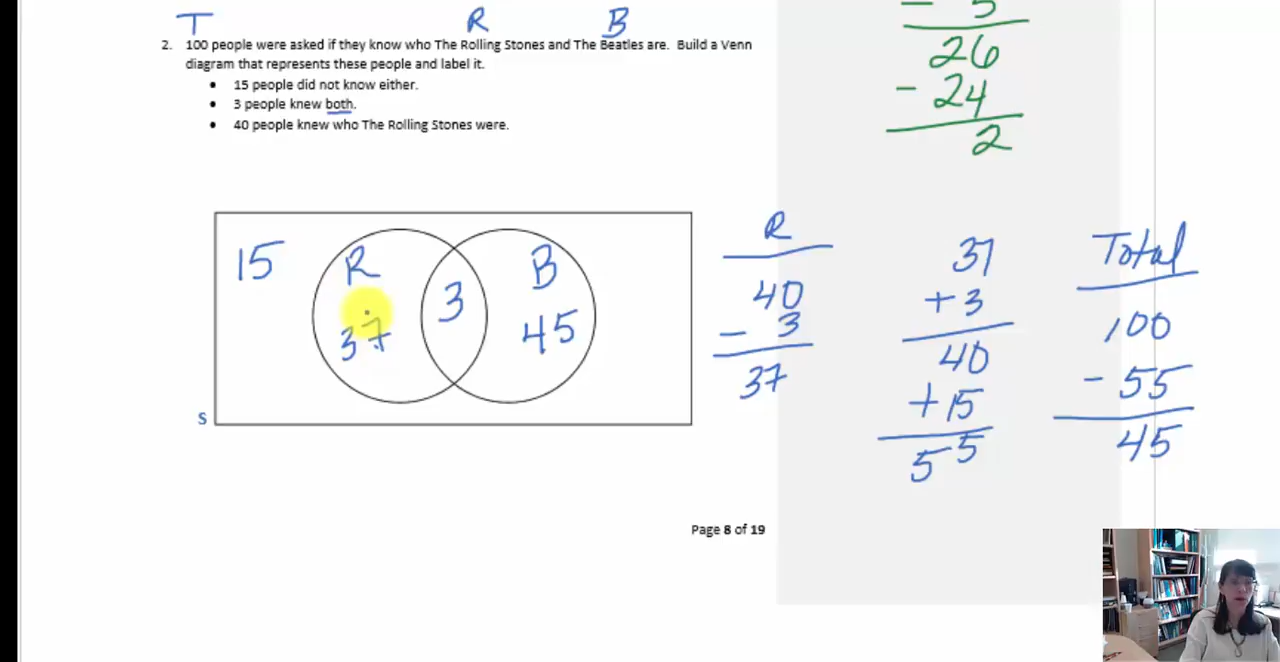 T R B
2. 100 people were asked if they know who The Rolling Stones and The Beatles are. Build a Venn
diagram that represents these people and label it.
• 15 people did not know either.
• 3 people knew both.
• 40 people knew who The Rolling Stones were.
- 5
26
- 24
2
15
R
37
3
B
45
S
R
40
- 3
37
37
+ 3
40
+ 15
55
Total
100
- 55
45
Page 8 of 19